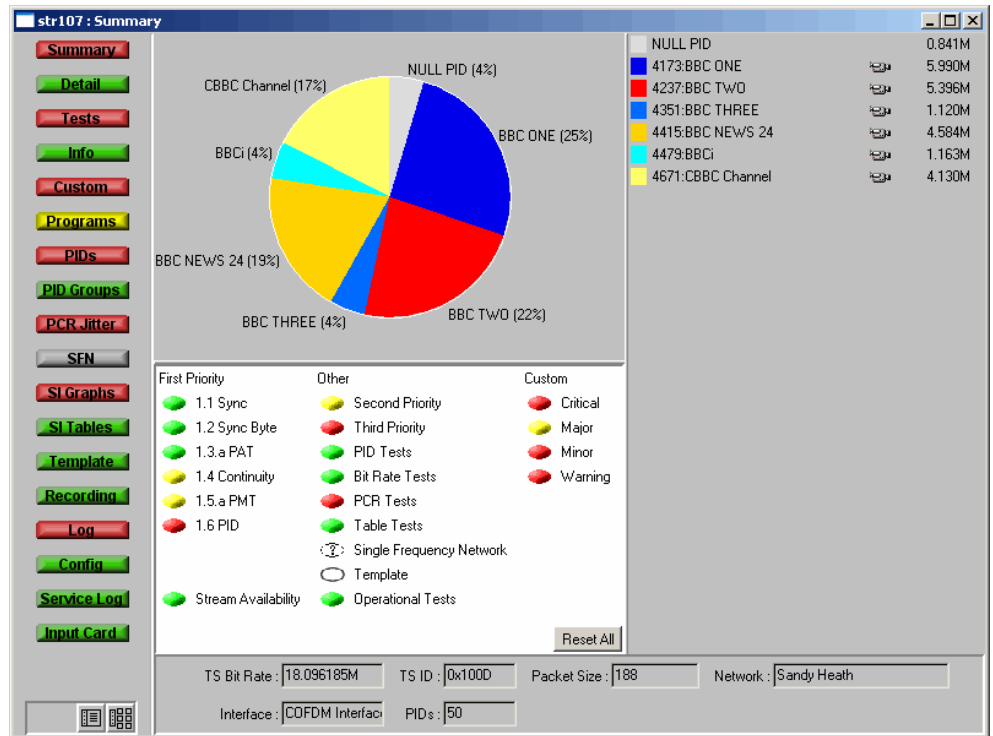 str107 : Summary
Summary
Detail
Tests
Info
Custom
Programs
PIDs
PID Groups
PCR Jitter
SFN
SI Graphs
SI Tables
Template
Recording
Log
Config
Service Log
Input Card
NULL PID (4%)
CBBC Channel (17%)
BBC ONE (25%)
BBCi (4%)
BBC NEWS 24 (19%)
BBC THREE (4%)
BBC TWO (22%)
NULL PID 0.841M
4173:BBC ONE 5.990M
4237:BBC TWO 5.396M
4351:BBC THREE 1.120M
4415:BBC NEWS 24 4.584M
4479:BBCi 1.163M
4671:CBBC Channel 4.130M
First Priority Other Custom
1.1 Sync Second Priority Critical
1.2 Sync Byte Third Priority Major
1.3.a PAT PID Tests Minor
1.4 Continuity Bit Rate Tests Warning
1.5.a PMT PCR Tests
1.6 PID Table Tests
? Single Frequency Network
Template
Stream Availability Operational Tests
Reset All
TS Bit Rate : 18.096185M TS ID : 0x100D Packet Size : 188 Network : Sandy Heath
Interface : COFDM Interfac PIDs : 50